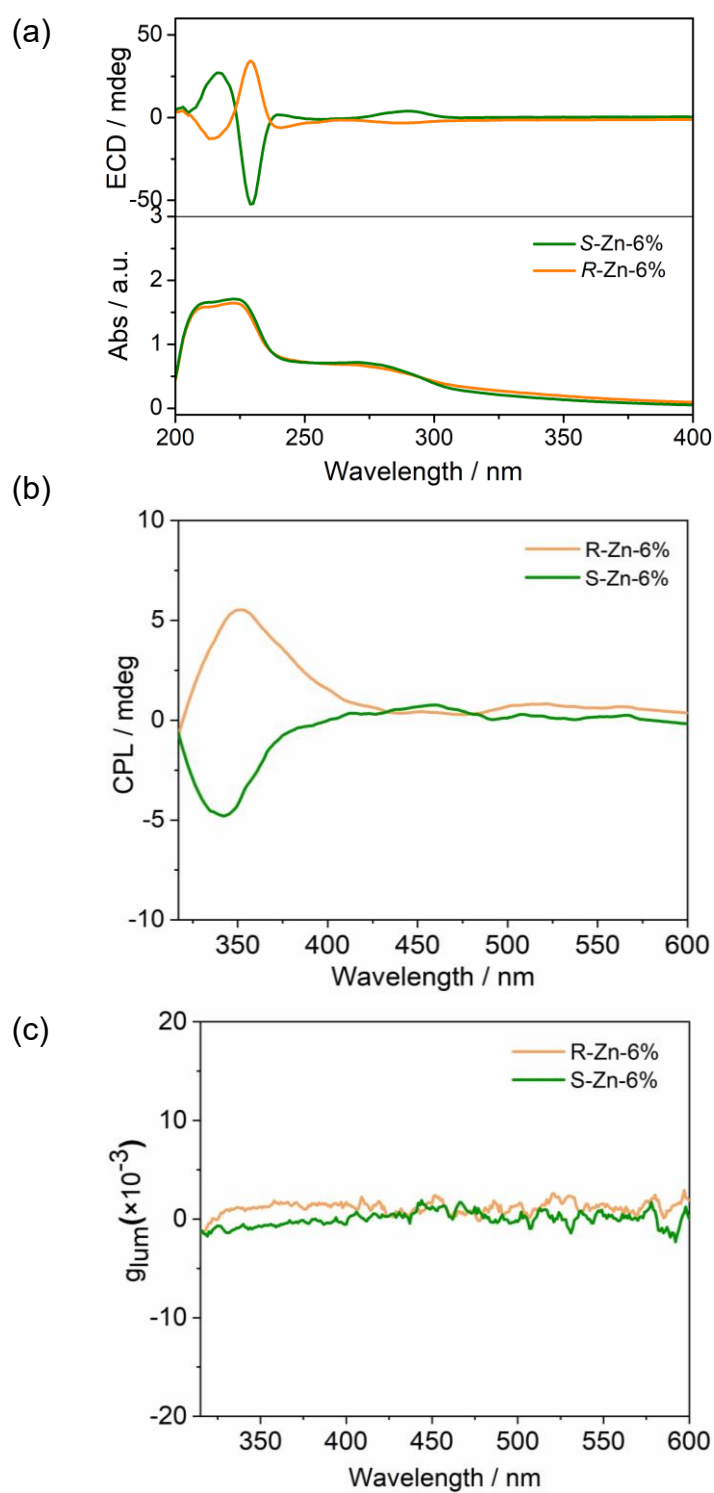 (a)
50
0
-50
ECD / mdeg
3
2
1
0
Abs / a.u.
S-Zn-6%
R-Zn-6%
200
250
300
350
400
Wavelength / nm
(b)
10
5
0
-5
-10
CPL / mdeg
R-Zn-6%
S-Zn-6%
350
400
450
500
550
600
Wavelength / nm
(c)
20
10
0
-10
-20
glum(×10-3)
R-Zn-6%
S-Zn-6%
350
400
450
500
550
600
Wavelength / nm